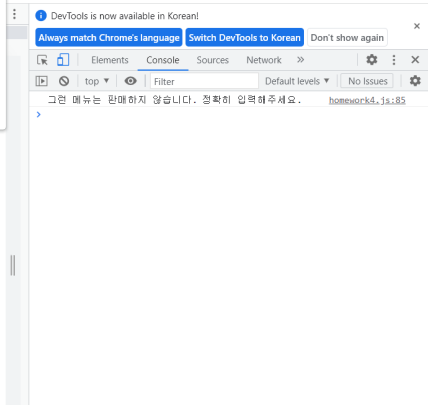 DevTools is now available in Korean!
Always match Chrome's language Switch DevTools to Korean Don't show again
Elements Console Sources Network
top Filter Default levels No Issues
그런 메뉴는 판매하지 않습니다. 정확히 입력해주세요. homework4.js:85